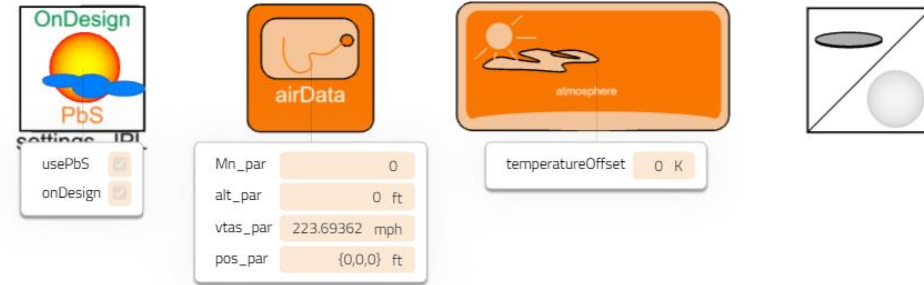 OnDesign
PbS
usePbS
onDesign
airData
Mn_par 0
alt_par 0 ft
vtas_par 223.69362 mph
pos_par {0,0,0} ft
atmosphere
temperatureOffset 0 K